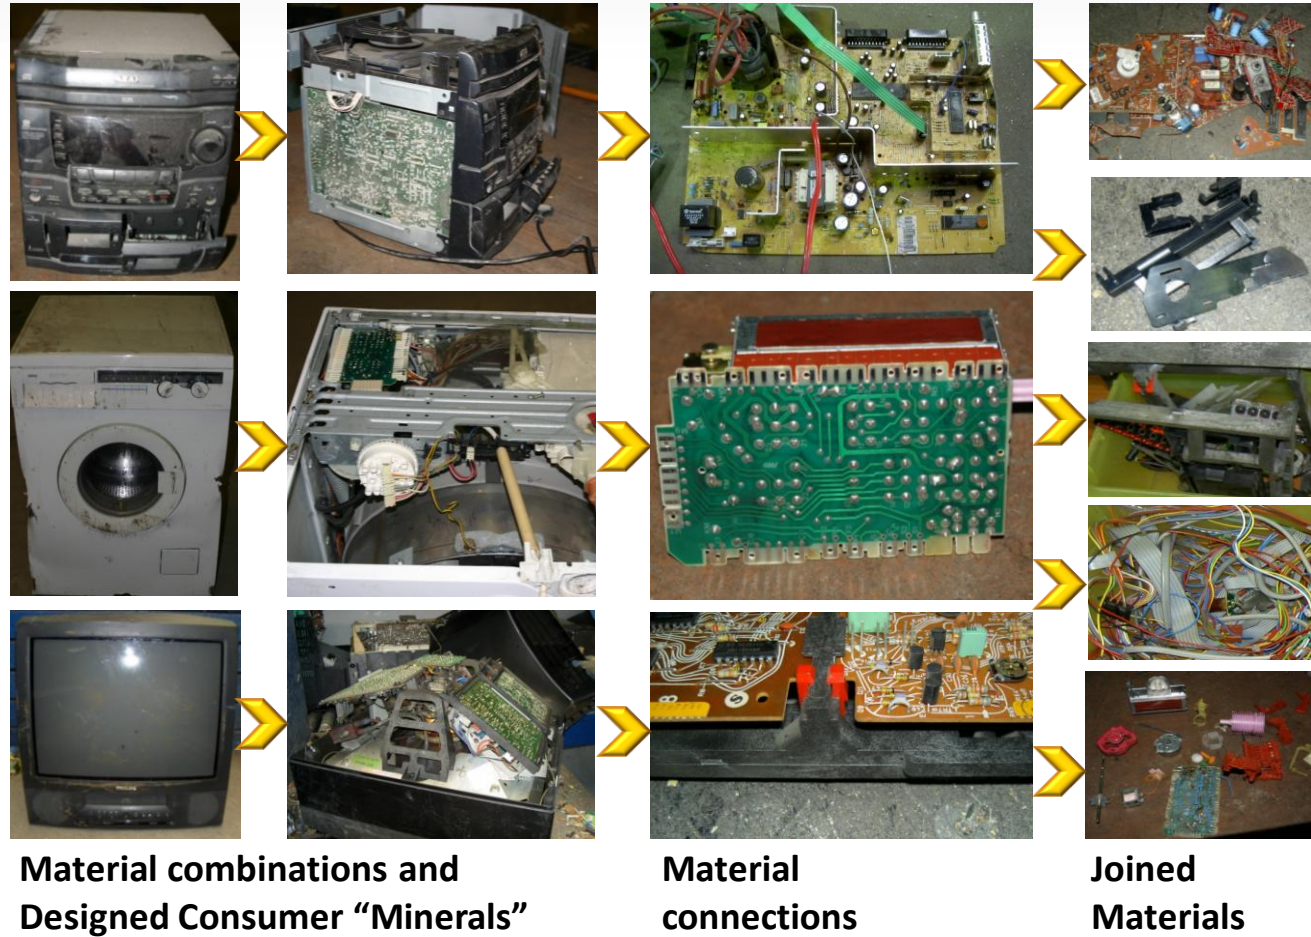 Material combinations and
Designed Consumer “Minerals”
Material
connections
Joined
Materials